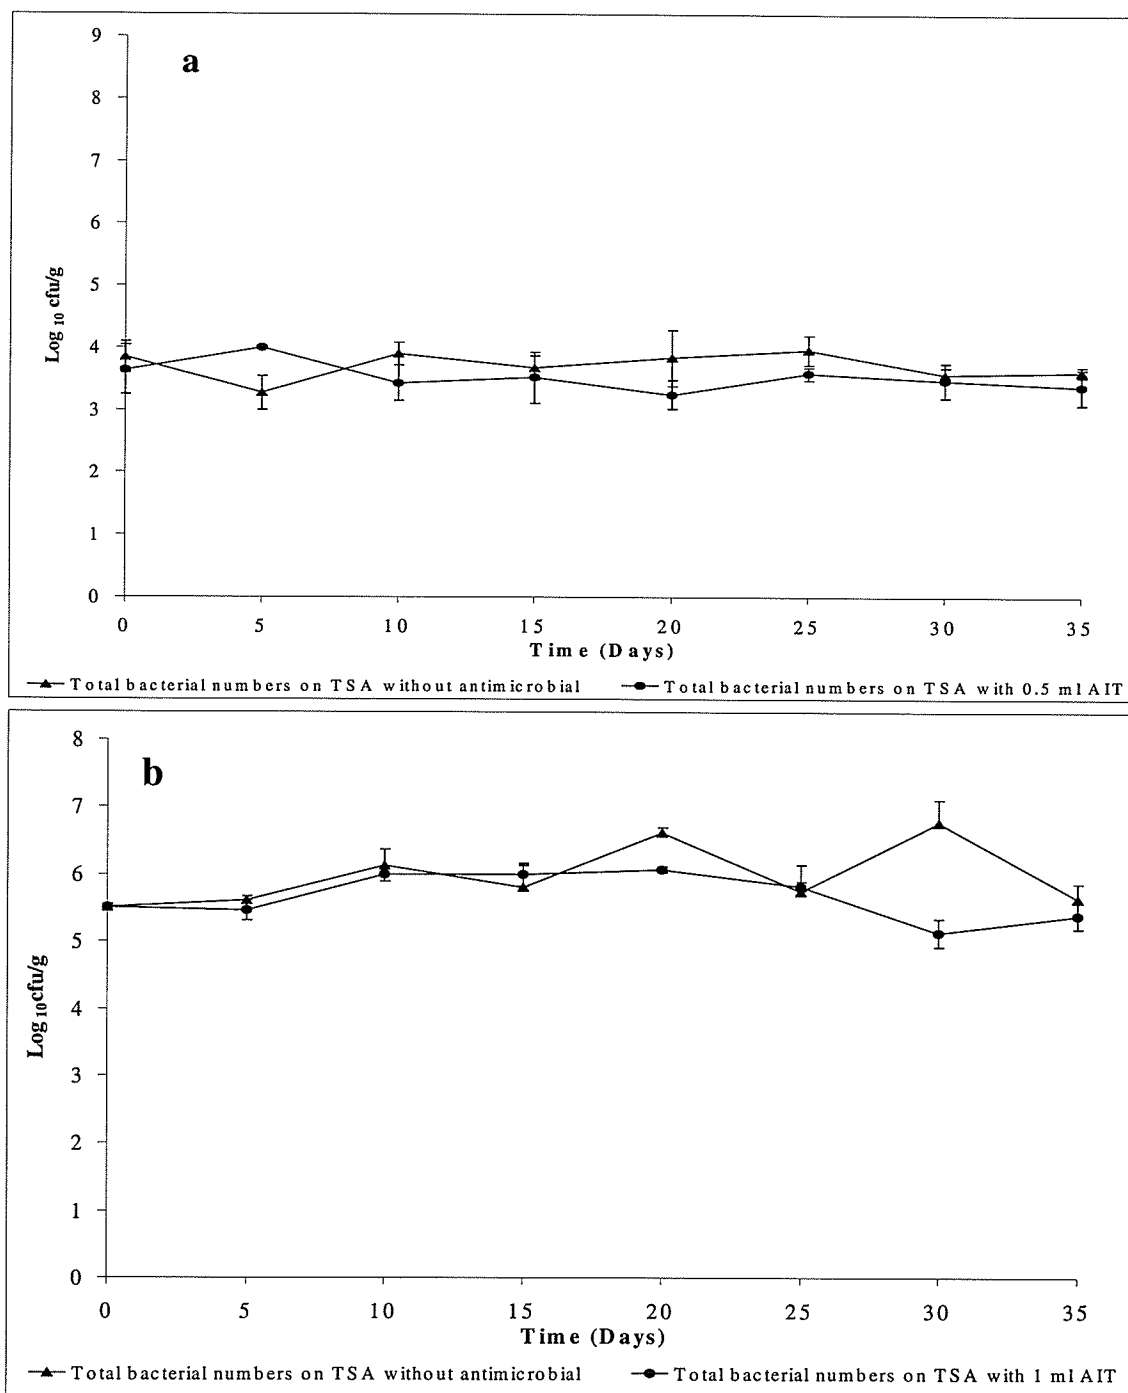 a
9
8
7
6
5
4
3
2
1
0
Log 10 cfu/g
0 5 10 15 20 25 30 35
Time (Days)
Total bacterial numbers on TSA without antimicrobial Total bacterial numbers on TSA with 0.5 ml AIT
b
8
7
6
5
4
3
2
1
0
Log 10 cfu/g
0 5 10 15 20 25 30 35
Time (Days)
Total bacterial numbers on TSA without antimicrobial Total bacterial numbers on TSA with 1 ml AIT